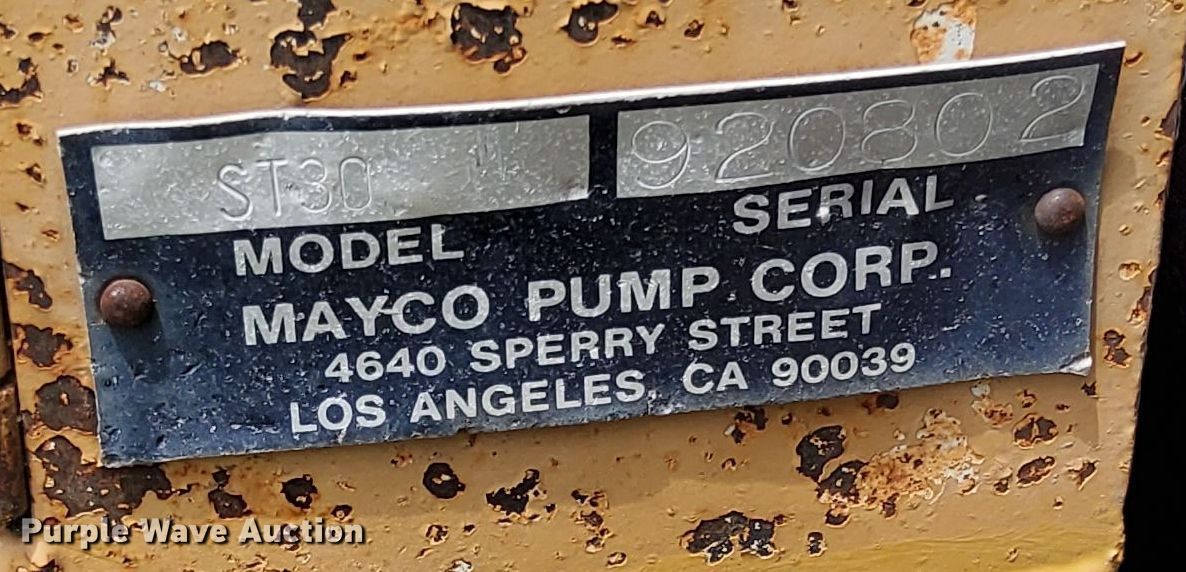 ST30 920802
MODEL SERIAL
MAYCO PUMP CORP.
4640 SPERRY STREET
LOS ANGELES, CA 90039
Purple Wave Auction